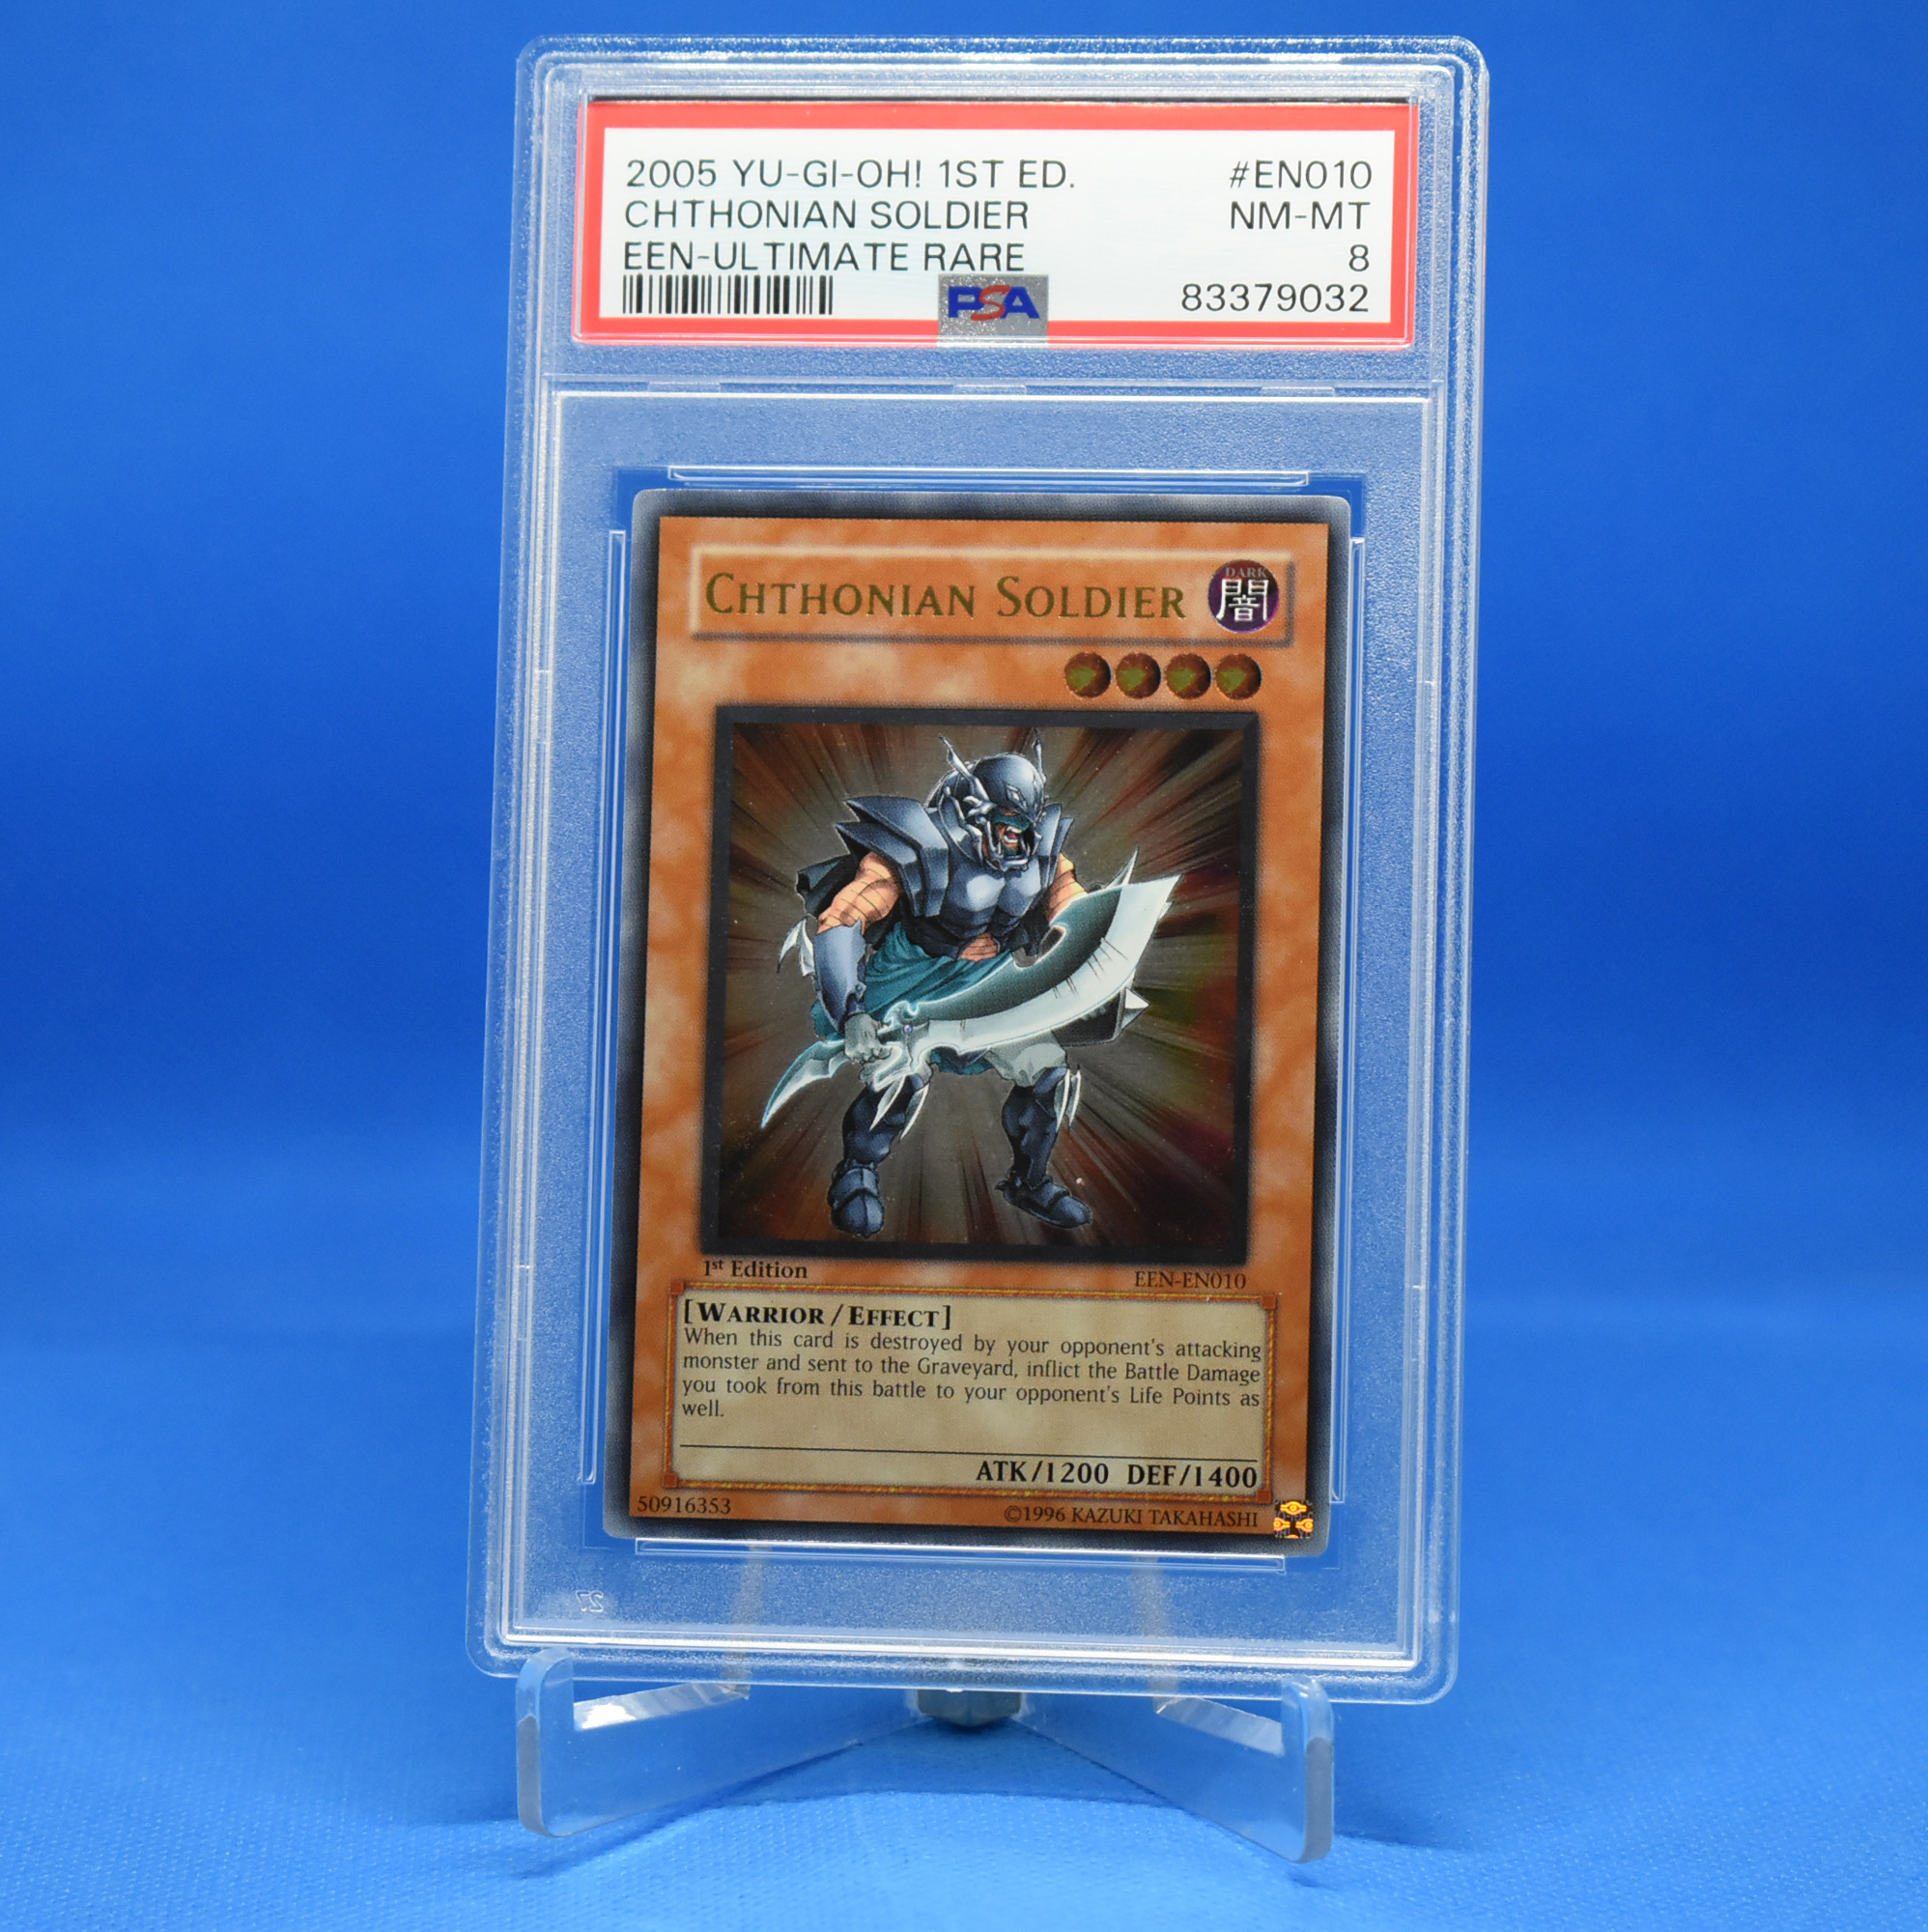 2005 YU-GI-OH! 1ST ED. #EN010
CHTHONIAN SOLDIER NM-MT
EEN-ULTIMATE RARE 8
PSA 83379032
CHTHONIAN SOLDIER
DARK
闇
1st Edition EEN-EN010
[WARRIOR/EFFECT]
When this card is destroyed by your opponent's attacking
monster and sent to the Graveyard, inflict the Battle Damage
you took from this battle to your opponent's Life Points as
well.
ATK/1200 DEF/1400
50916353 ©1996 KAZUKI TAKAHASHI